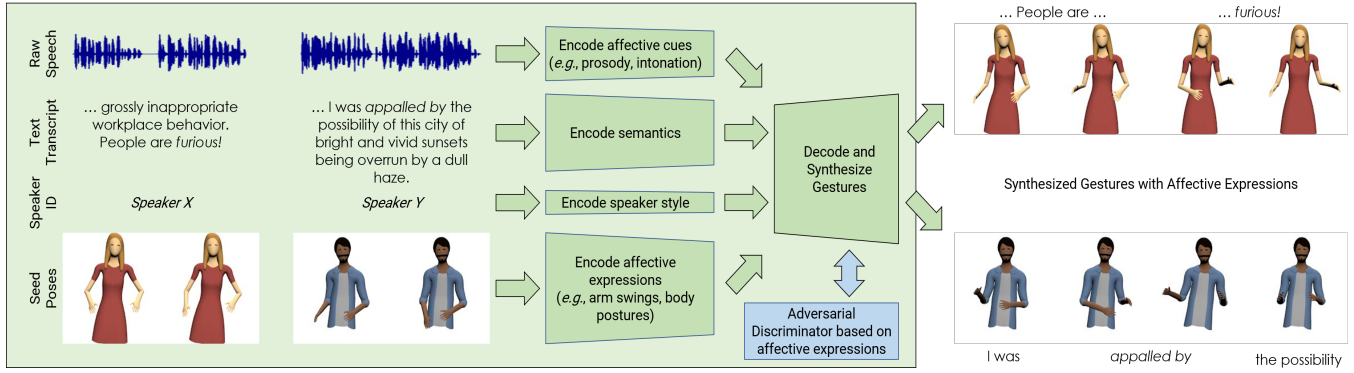 Raw
Speech
Encode affective cues
(e.g., prosody, intonation)
Text
Transcript
... grossly inappropriate
workplace behavior.
People are furious!
... I was appalled by the
possibility of this city of
bright and vivid sunsets
being overrun by a dull
haze.
Encode semantics
Speaker
ID
Speaker X
Speaker Y
Encode speaker style
Seed
Poses
Encode affective
expressions
(e.g., arm swings, body
postures)
Decode and
Synthesize
Gestures
Adversarial
Discriminator based on
affective expressions
... People are ...
... furious!
Synthesized Gestures with Affective Expressions
I was
appalled by
the possibility